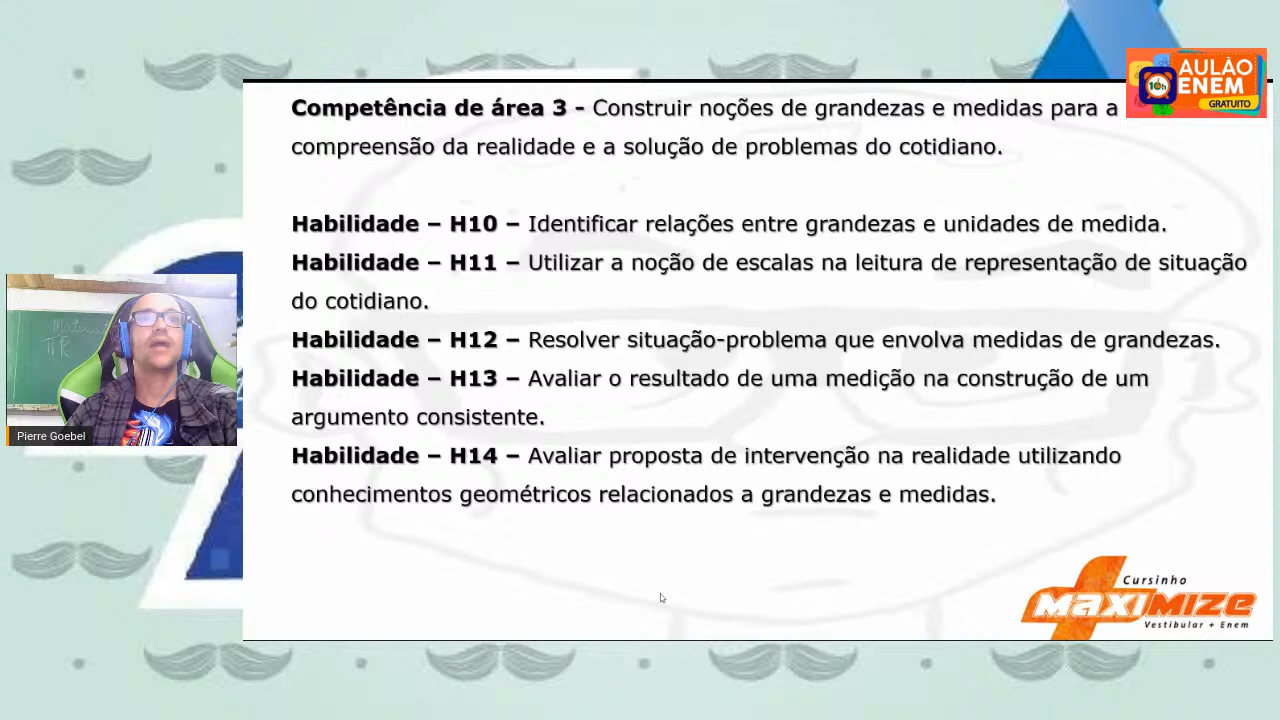 AULÃO
ENEM
10h
GRATUITO
Competência de área 3 - Construir noções de grandezas e medidas para a
compreensão da realidade e a solução de problemas do cotidiano.
Habilidade – H10 – Identificar relações entre grandezas e unidades de medida.
Habilidade – H11 – Utilizar a noção de escalas na leitura de representação de situação
do cotidiano.
Habilidade – H12 – Resolver situação-problema que envolva medidas de grandezas.
Habilidade – H13 – Avaliar o resultado de uma medição na construção de um
argumento consistente.
Habilidade – H14 – Avaliar proposta de intervenção na realidade utilizando
conhecimentos geométricos relacionados a grandezas e medidas.
Pierre Goebel
Cursinho
MAXIMIZE
Vestibular + Enem